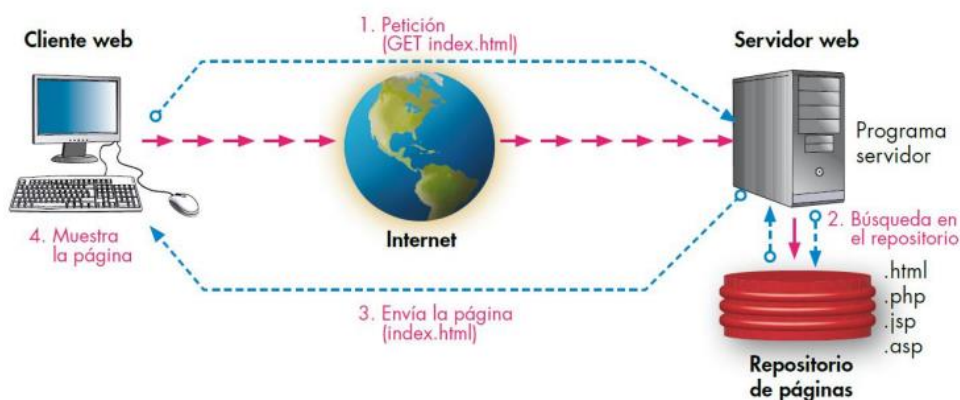 1. Petición
(GET index.html)
Cliente web
Servidor web
Programa
servidor
Internet
2. Búsqueda en
el repositorio
4. Muestra
la página
3. Envía la página
(index.html)
.html
.php
.jsp
.asp
Repositorio
de páginas